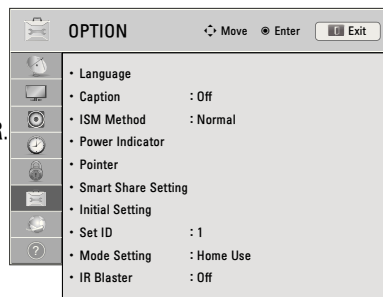 OPTION Move Enter Exit
R.
• Language
• Caption : Off
• ISM Method : Normal
• Power Indicator
• Pointer
• Smart Share Setting
• Initial Setting
• Set ID : 1
• Mode Setting : Home Use
• IR Blaster : Off
?